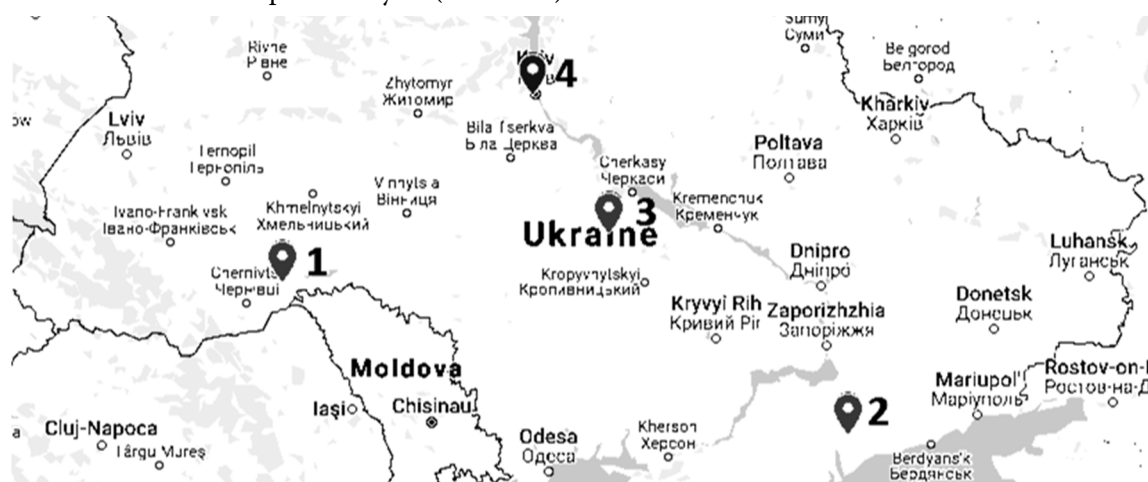 Rivne
Рівне
Суми
Belgorod
Белгород
Zhytomyr
Житомир
4
Kharkiv
Харків
Lviv
Львів
Bila Tserkva
Біла Церква
Poltava
Полтава
Ternopil
Тернопіль
Cherkasy
Черкаси
Vinnytsia
Вінниця
Khmelnytskyi
Хмельницький
Kremenchuk
Кременчук
Ivano-Frankivsk
Івано-Франківськ
3
Ukraine
Luhansk
Луганськ
Dnipro
Дніпро
1
Chernivtsi
Чернівці
Kropyvnytskyi
Кропивницький
Donetsk
Донецьк
Kryvyi Rih
Кривий Ріг
Zaporizhzhia
Запоріжжя
Moldova
Rostov-on-
Ростов-на-Д
Mariupol'
Маріуполь
Iași
Chisinau
2
Cluj-Napoca
Târgu Mureș
Odesa
Одеса
Kherson
Херсон
Berdyans'k
Бердянськ